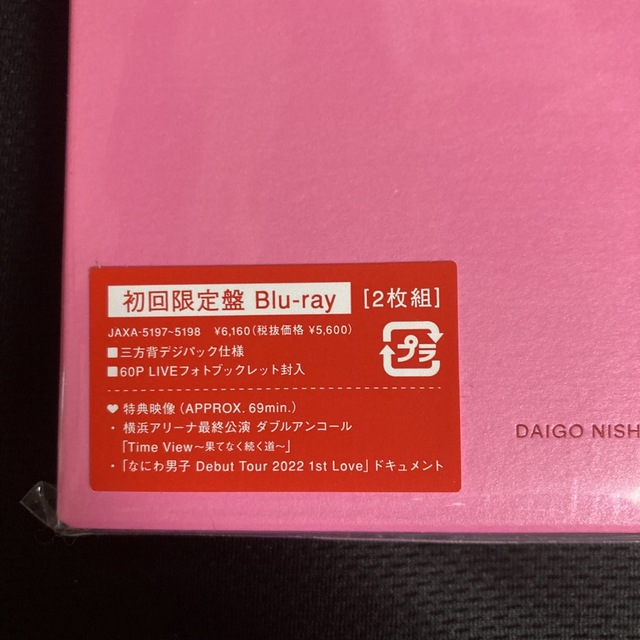 初回限定盤 Blu-ray [2枚組]
JAXA-5197~5198 ¥6,160(税抜価格 ¥5,600)
■三方背デジパック仕様
■60P LIVEフォトブックレット封入
プラ
♥ 特典映像（APPROX. 69min.）
・横浜アリーナ最終公演 ダブルアンコール
「Time View〜果てなく続く道〜」
・「なにわ男子 Debut Tour 2022 1st Love」ドキュメント
DAIGO NISH